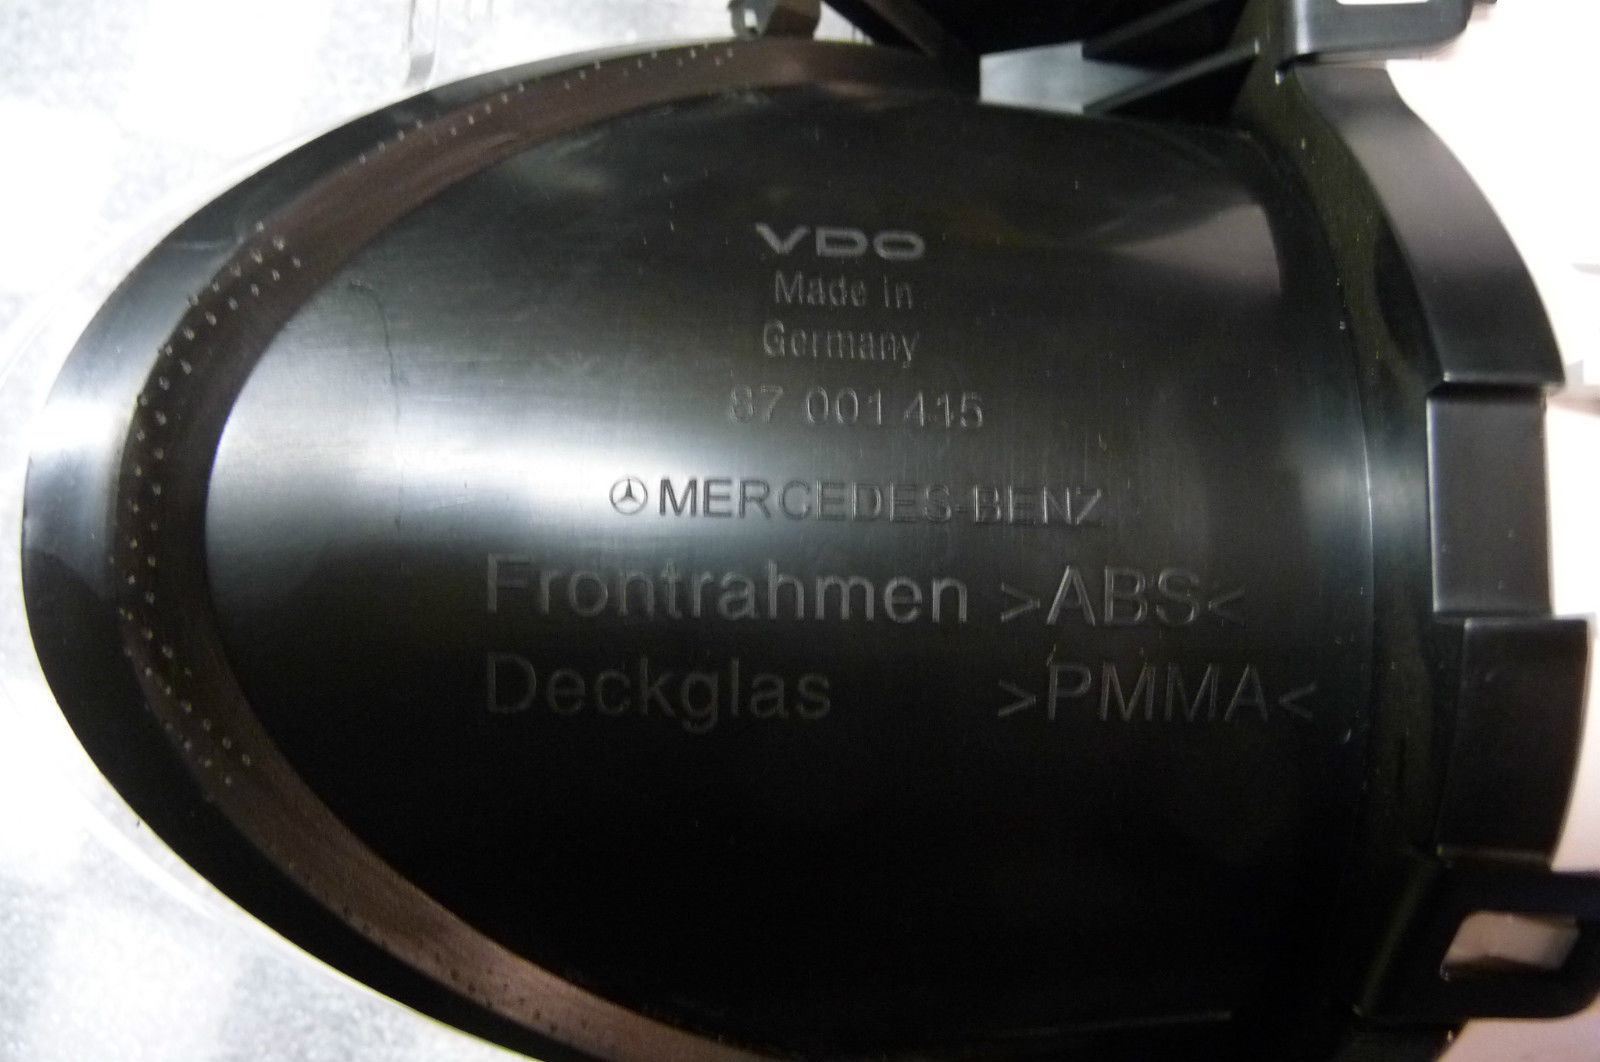 VDO
Made in
Germany
87 001 415
MERCEDES-BENZ
Frontrahmen >ABS<
Deckglas >PMMA<